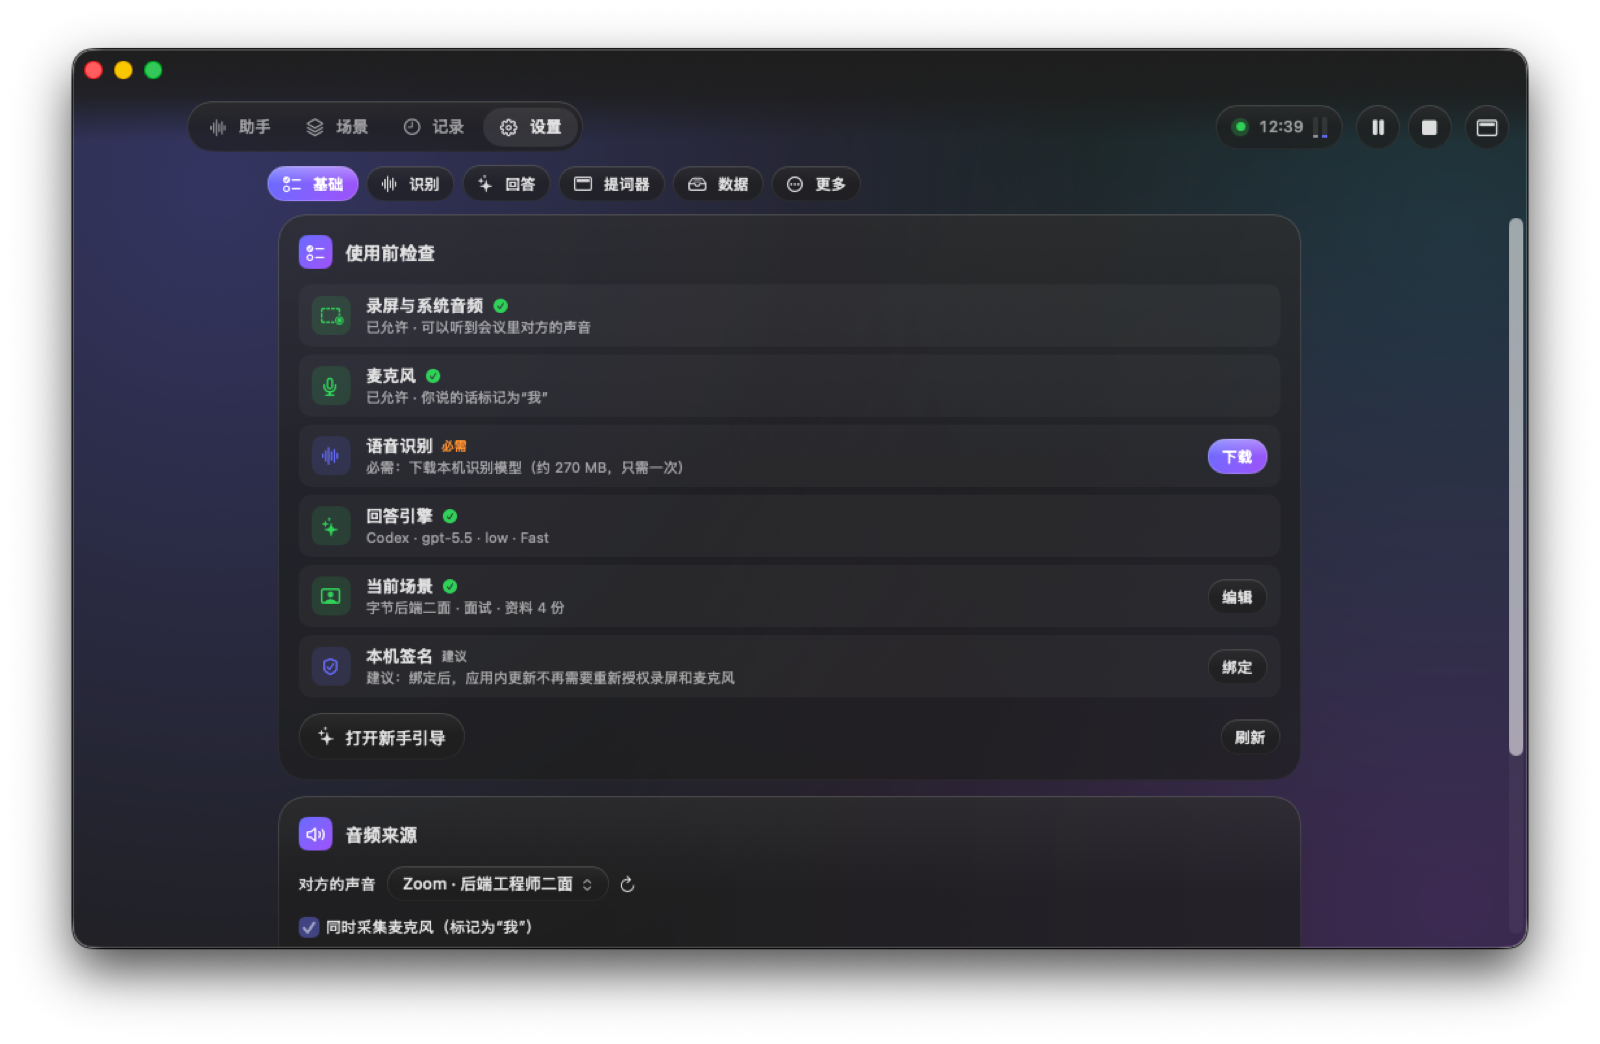 助手 场景 记录 设置 12:39
基础 识别 回答 提词器 数据 更多
使用前检查
录屏与系统音频
已允许 · 可以听到会议里对方的声音
麦克风
已允许 · 你说的话标记为“我”
语音识别 必需
必需：下载本机识别模型（约 270 MB，只需一次）
下载
回答引擎
Codex · gpt-5.5 · low · Fast
当前场景
字节后端二面 · 面试 · 资料 4 份
编辑
本机签名 建议
建议：绑定后，应用内更新不再需要重新授权录屏和麦克风
绑定
打开新手引导 刷新
音频来源
对方的声音 Zoom · 后端工程师二面
同时采集麦克风（标记为“我”）